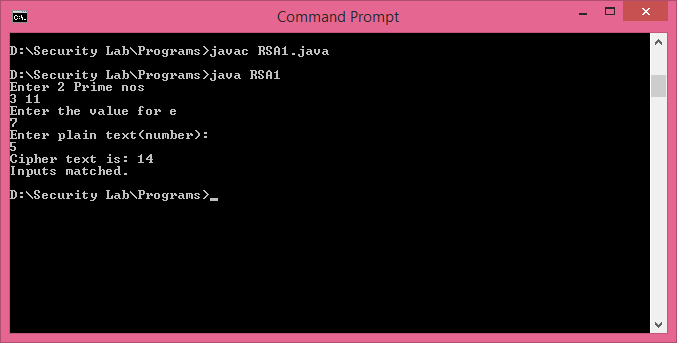 Command Prompt
D:\Security Lab\Programs>javac RSA1.java
D:\Security Lab\Programs>java RSA1
Enter 2 Prime nos
3 11
Enter the value for e
7
Enter plain text(number):
5
Cipher text is: 14
Inputs matched.
D:\Security Lab\Programs>_